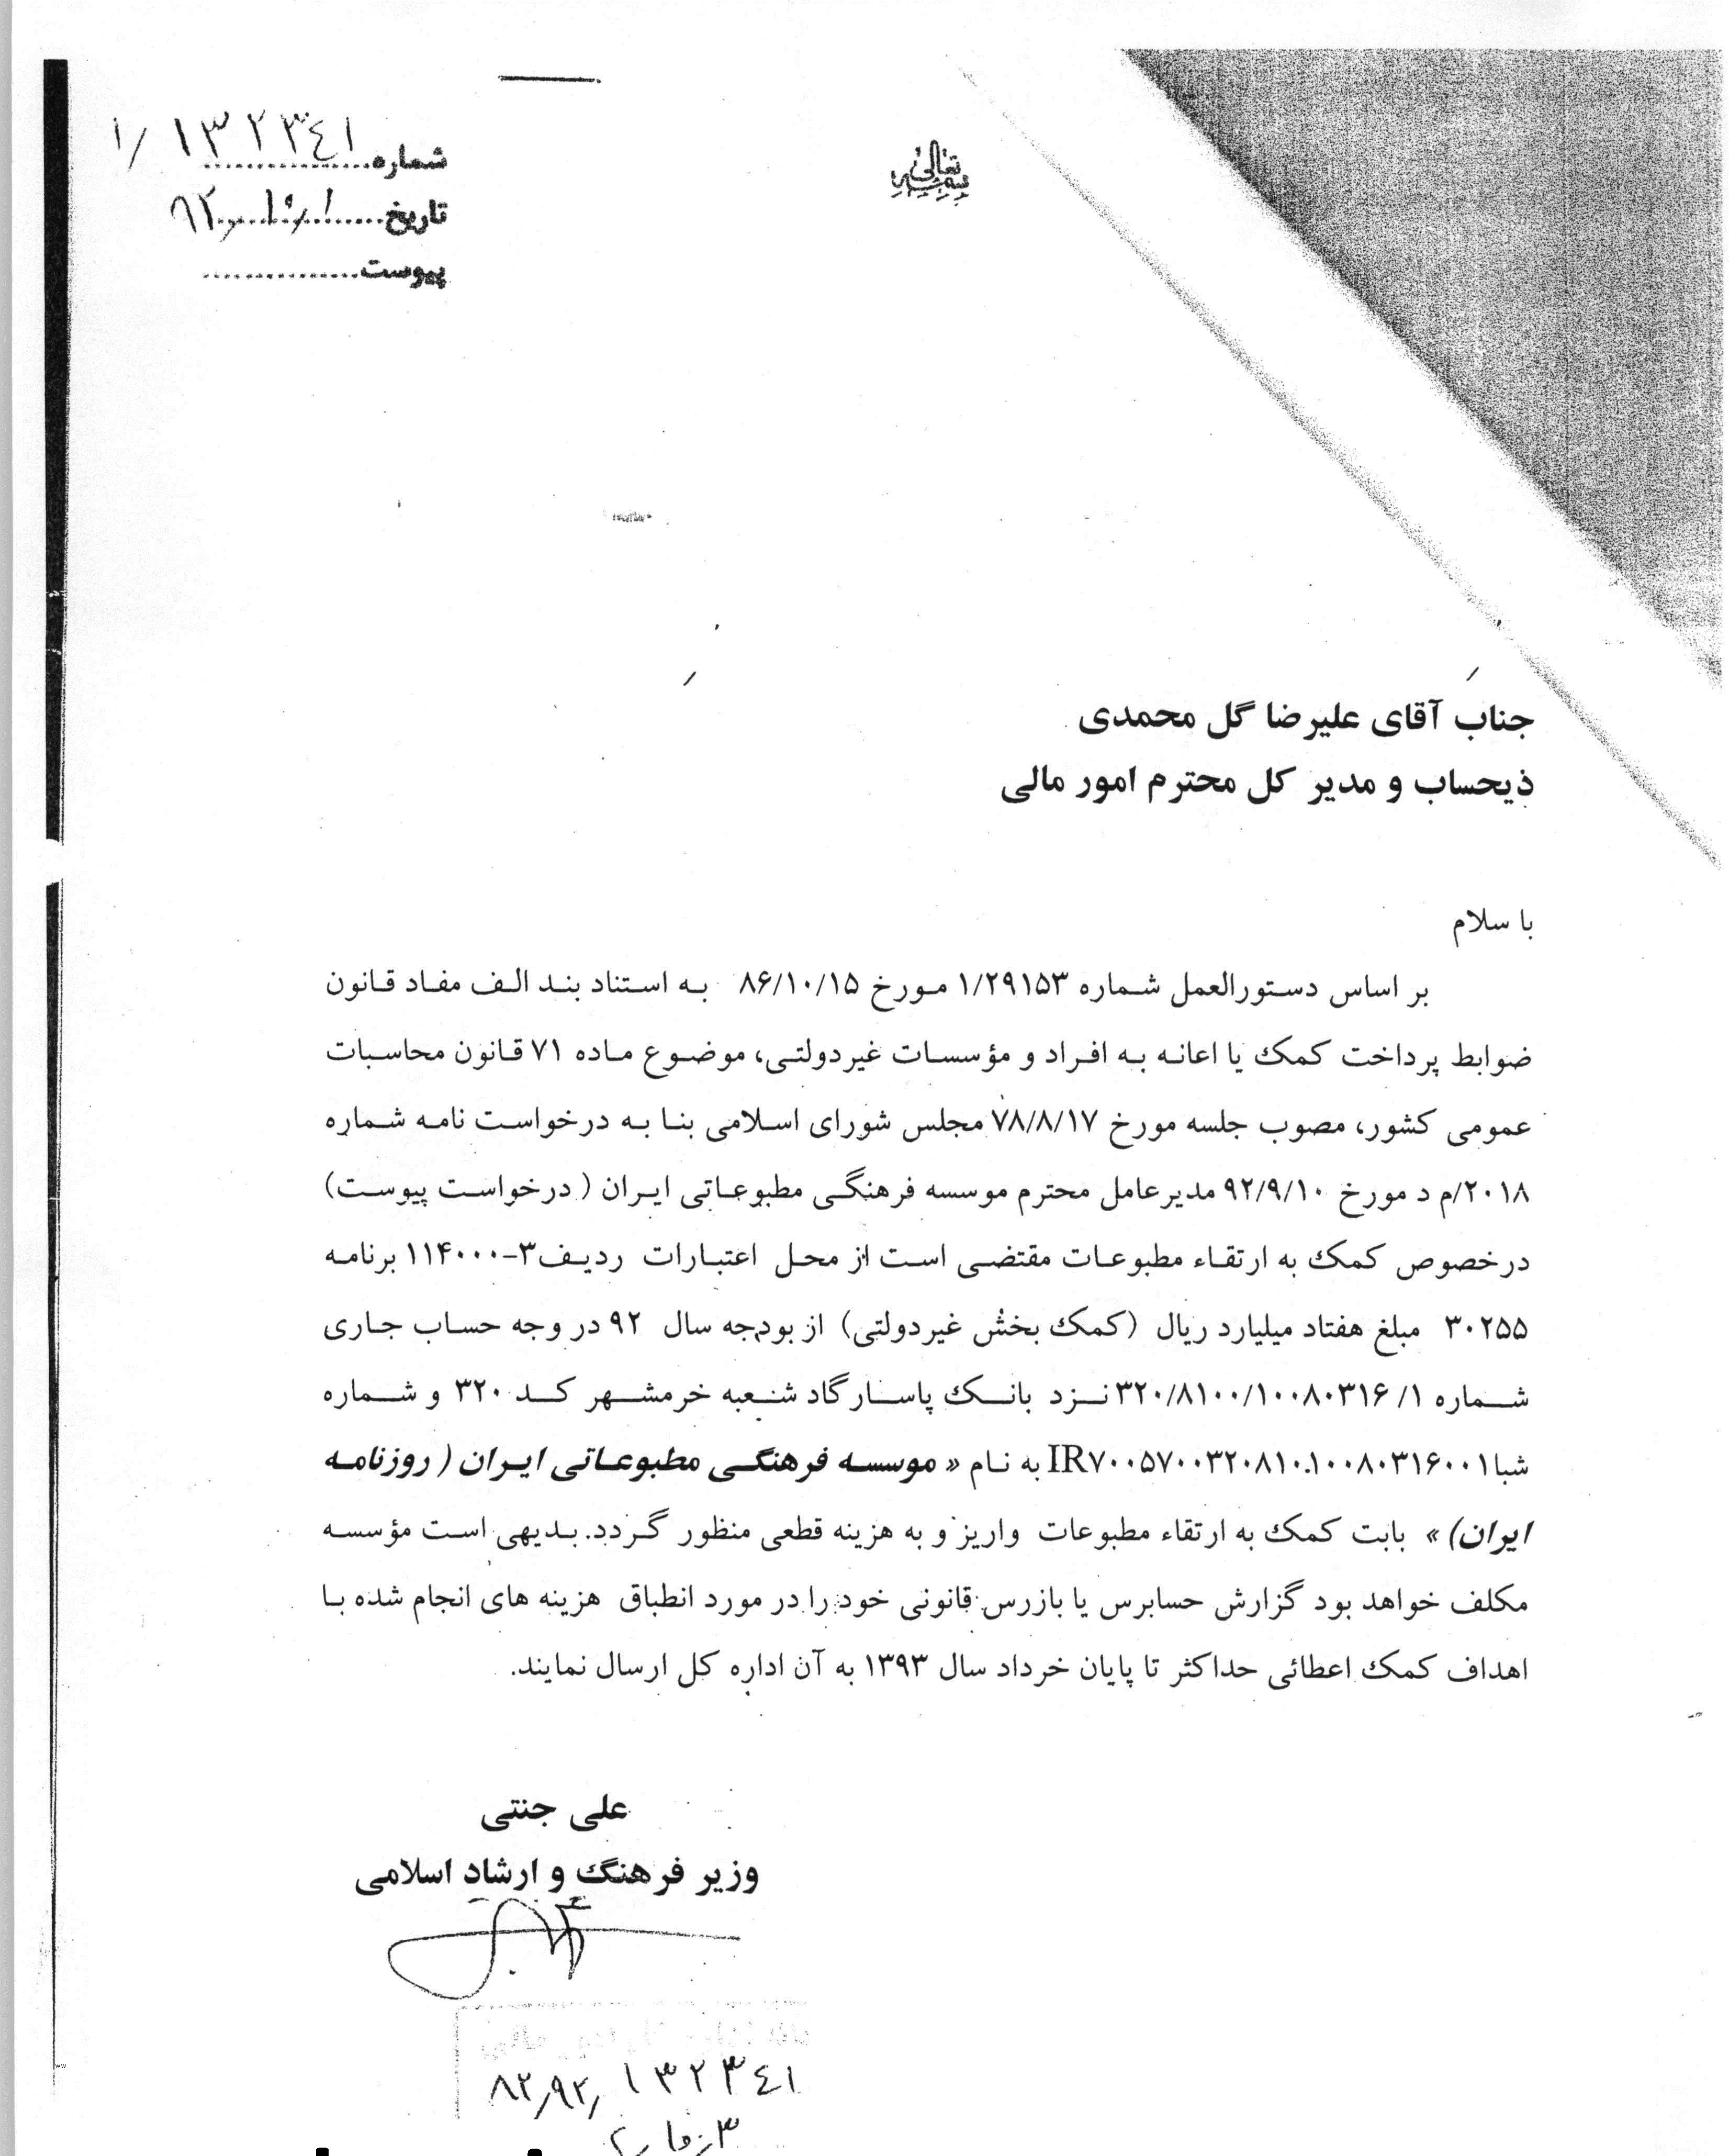 بسمه تعالی
شماره ۱/۱۳۲۳٤۱
تاریخ ۹۲/۱۰/۱
پیوست
جناب آقای علیرضا گل محمدی
ذیحساب و مدیر کل محترم امور مالی
با سلام
بر اساس دستورالعمل شماره ۱/۲۹۱۵۳ مورخ ۸۶/۱۰/۱۵ به استناد بند الف مفاد قانون
ضوابط پرداخت کمک یا اعانه به افراد و مؤسسات غیردولتی، موضوع ماده ۷۱ قانون محاسبات
عمومی کشور، مصوب جلسه مورخ ۷۸/۸/۱۷ مجلس شورای اسلامی بنا به درخواست نامه شماره
۲۰۱۸/م د مورخ ۹۲/۹/۱۰ مدیرعامل محترم موسسه فرهنگی مطبوعاتی ایران ( درخواست پیوست)
درخصوص کمک به ارتقاء مطبوعات مقتضی است از محل اعتبارات ردیف ۳-۱۱۴۰۰۰ برنامه
۳۰۲۵۵ مبلغ هفتاد میلیارد ریال (کمک بخش غیردولتی) از بودجه سال ۹۲ در وجه حساب جاری
شماره ۳۲۰/۸۱۰۰/۱۰۰۸۰۳۱۶/۱ نزد بانک پاسارگاد شعبه خرمشهر کد ۳۲۰ و شماره
شبا IR۷۰۰۵۷۰۰۳۲۰۸۱۰۱۰۰۸۰۳۱۶۰۰۱ به نام « موسسه فرهنگی مطبوعاتی ایران ( روزنامه
ایران) » بابت کمک به ارتقاء مطبوعات واریز و به هزینه قطعی منظور گردد. بدیهی است مؤسسه
مکلف خواهد بود گزارش حسابرس یا بازرس قانونی خود را در مورد انطباق هزینه های انجام شده با
اهداف کمک اعطائی حداکثر تا پایان خرداد سال ۱۳۹۳ به آن اداره کل ارسال نمایند.
علی جنتی
وزیر فرهنگ و ارشاد اسلامی
۸۲/۹۲/۱۳۲۳٤۱